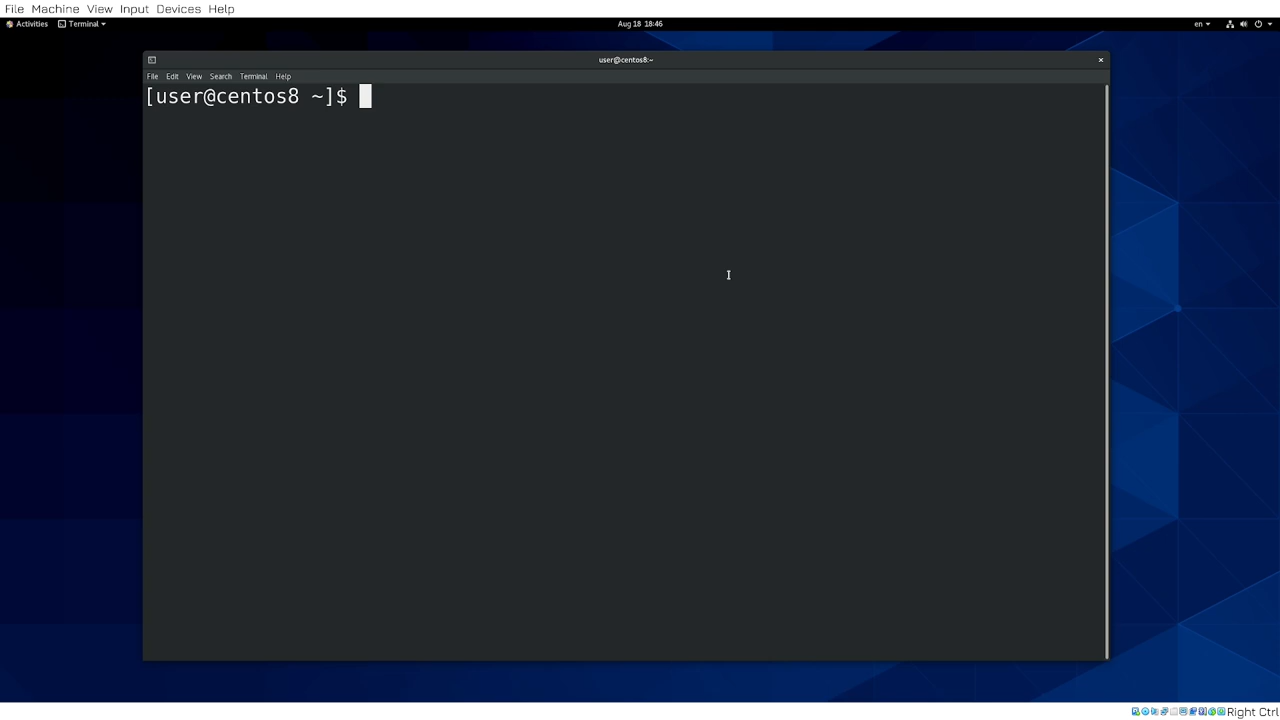 File Machine View Input Devices Help
Activities Terminal Aug 18 18:46 en
user@centos8:~
File Edit View Search Terminal Help
[user@centos8 ~]$
Right Ctrl